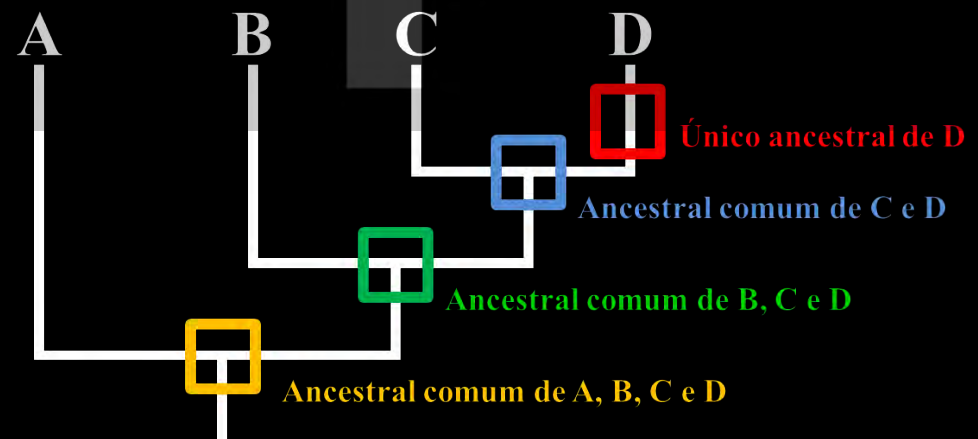 A B C D
Único ancestral de D
Ancestral comum de C e D
Ancestral comum de B, C e D
Ancestral comum de A, B, C e D